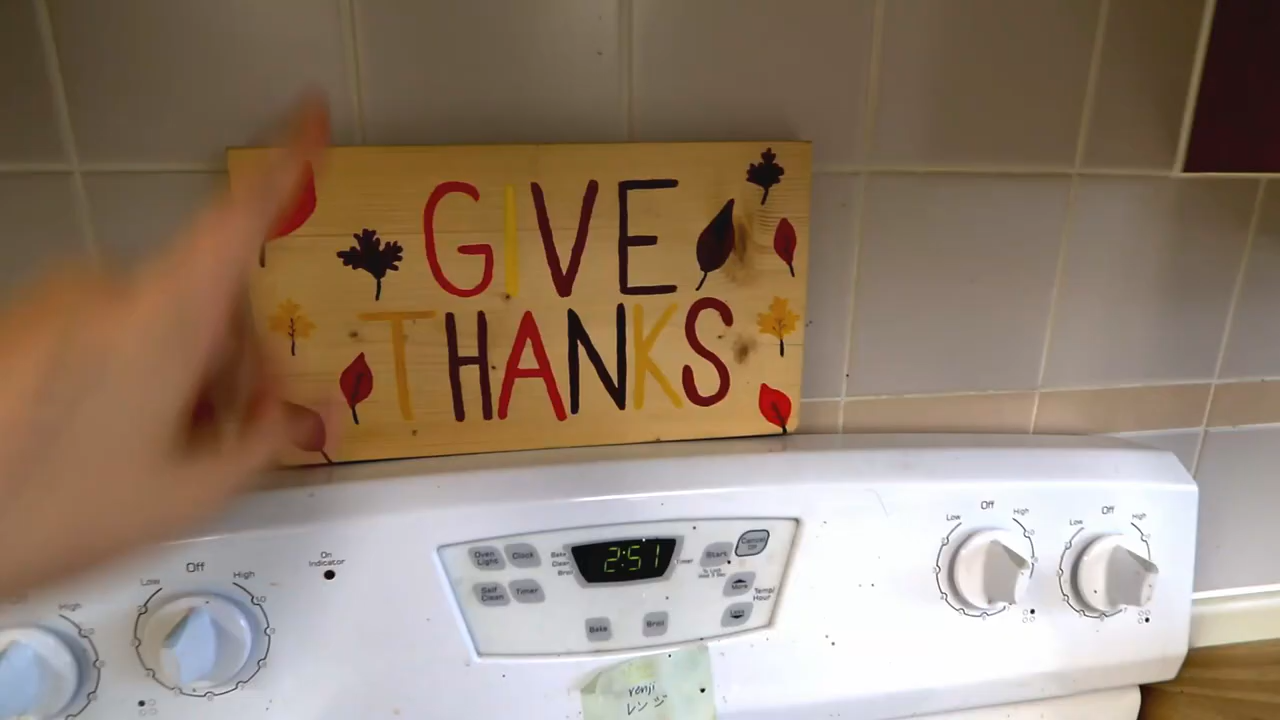 GIVE
THANKS
Off
Low
High
On
Indicator
High
Oven
Light
Clock
Self
Clean
Timer
Bake
Clean
Broil
2:51
Timer
Start
Cancel
Off
More
Temp/
Hour
Less
Bake
Broil
Off
Low
High
Off
Low
High
renji
レンジ